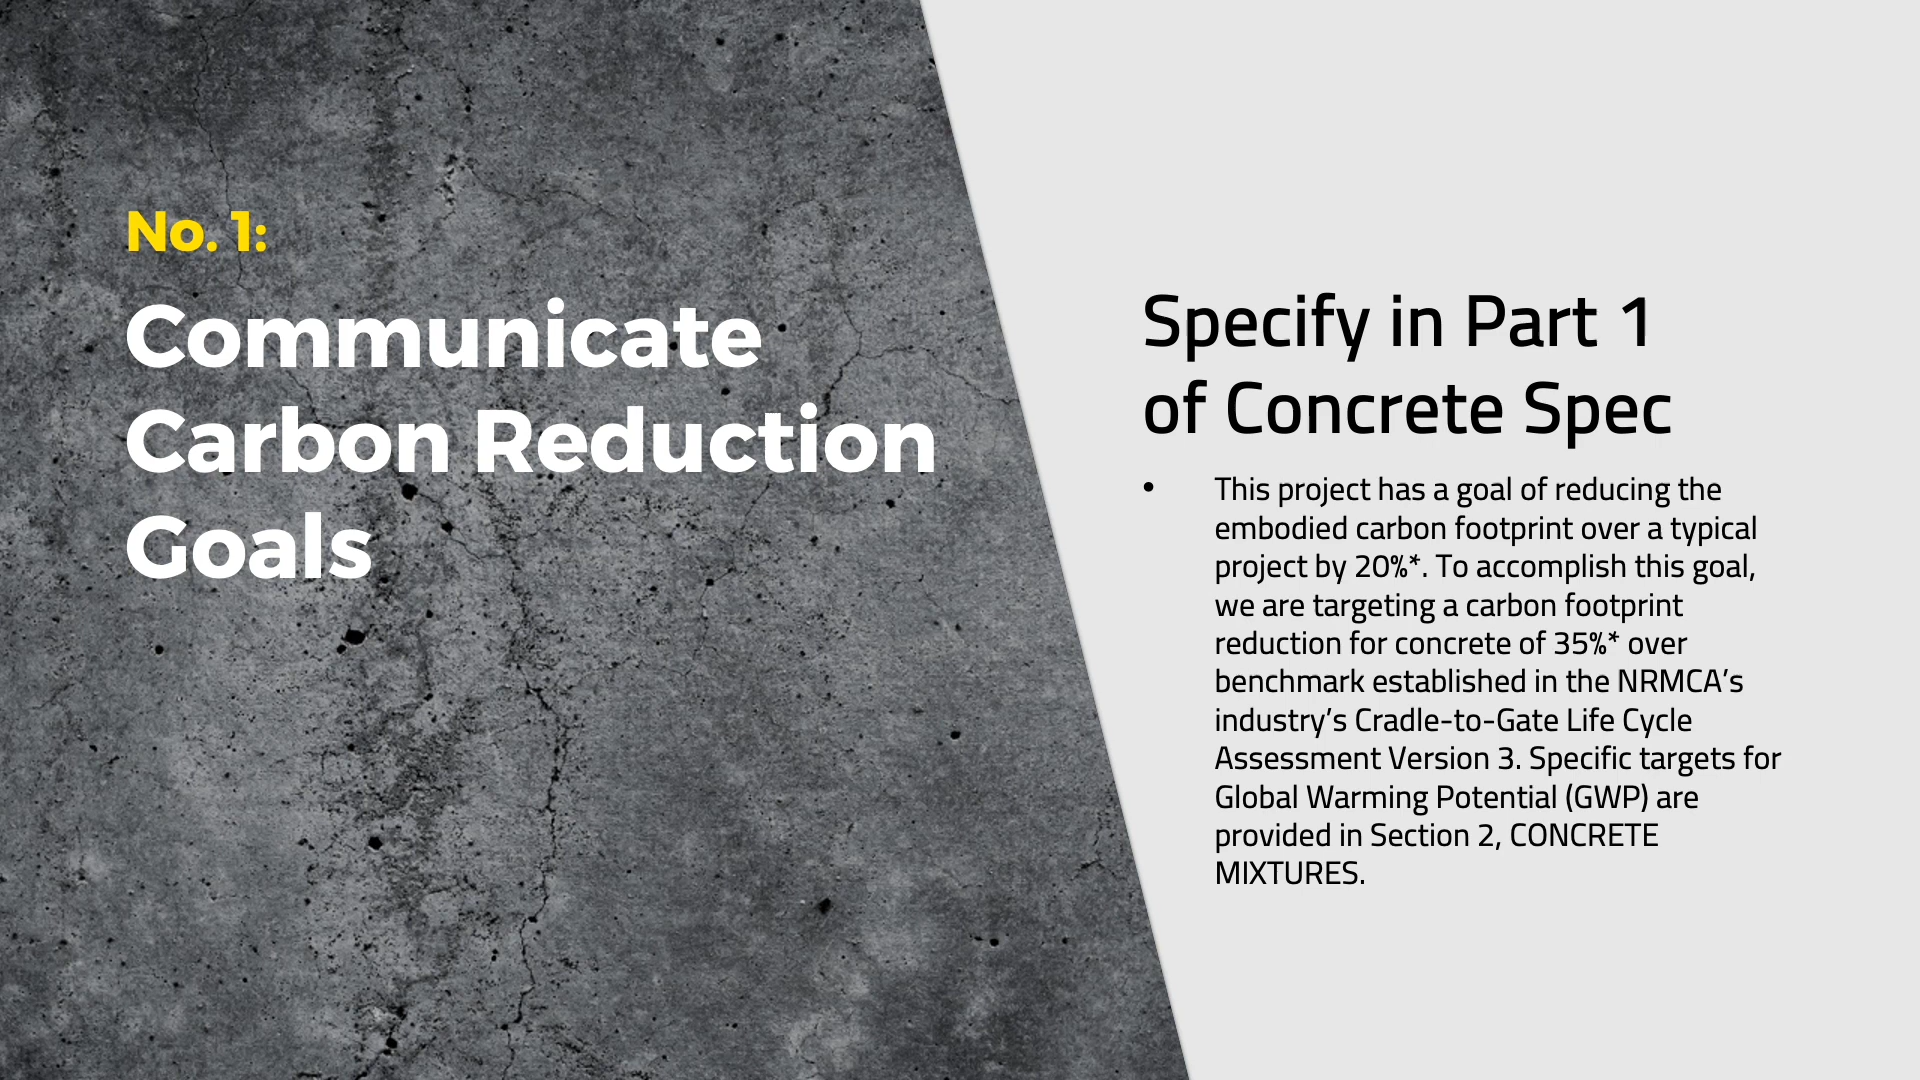 No. 1:
Communicate
Carbon Reduction
Goals
Specify in Part 1
of Concrete Spec
• This project has a goal of reducing the
embodied carbon footprint over a typical
project by 20%*. To accomplish this goal,
we are targeting a carbon footprint
reduction for concrete of 35%* over
benchmark established in the NRMCA’s
industry’s Cradle-to-Gate Life Cycle
Assessment Version 3. Specific targets for
Global Warming Potential (GWP) are
provided in Section 2, CONCRETE
MIXTURES.